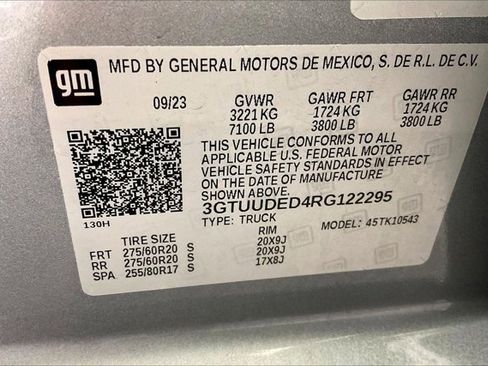 gm MFD BY GENERAL MOTORS DE MEXICO, S. DE R.L. DE C.V.
09/23 GVWR GAWR FRT GAWR RR
3221 KG 1724 KG 1724 KG
7100 LB 3800 LB 3800 LB
THIS VEHICLE CONFORMS TO ALL
APPLICABLE U.S. FEDERAL MOTOR
VEHICLE SAFETY STANDARDS IN EFFECT
ON THE DATE OF MANUFACTURE
SHOWN ABOVE.
3GTUUDED4RG122295
130H TYPE: TRUCK MODEL: 45TK10543
TIRE SIZE RIM
FRT 275/60R20 S 20X9J
RR 275/60R20 S 20X9J
SPA 255/80R17 S 17X8J